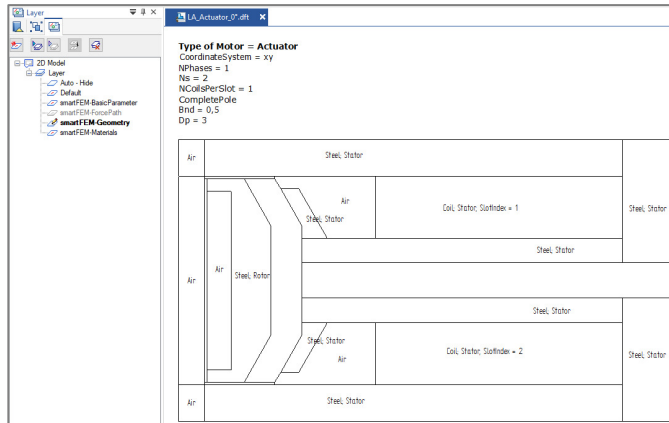 Layer
LA_Actuator_0*.dft
2D Model
Layer
Auto - Hide
Default
smartFEM-BasicParameter
smartFEM-ForcePath
smartFEM-Geometry
smartFEM-Materials
Type of Motor = Actuator
CoordinateSystem = xy
NPhases = 1
Ns = 2
NCoilsPerSlot = 1
CompletePole
Bnd = 0,5
Dp = 3
Air
Steel; Stator
Air
Steel; Stator
Coil; Stator; SlotIndex = 1
Steel; Stator
Steel; Stator
Air
Air
Steel; Rotor
Steel; Stator
Steel; Stator
Air
Coil; Stator; SlotIndex = 2
Steel; Stator
Air
Steel; Stator